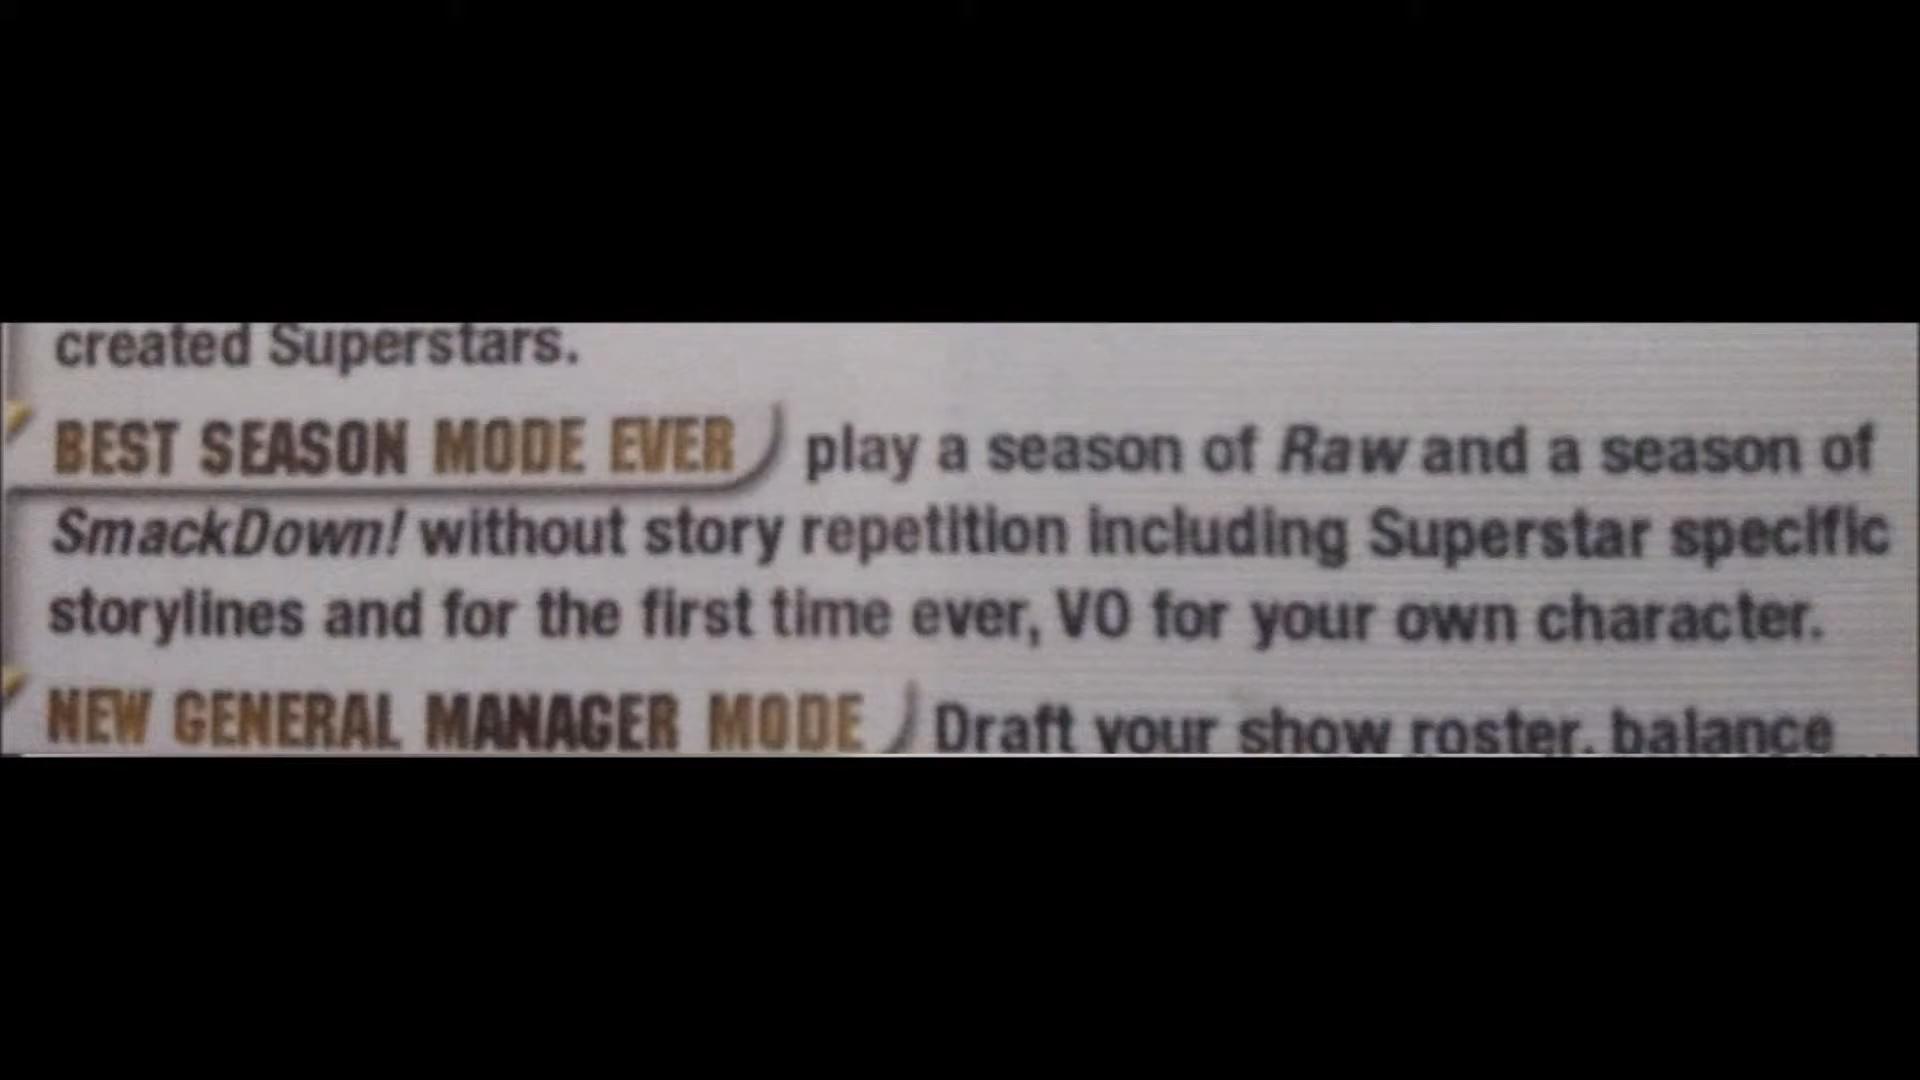 created Superstars.
BEST SEASON MODE EVER play a season of Raw and a season of
SmackDown! without story repetition including Superstar specific
storylines and for the first time ever, VO for your own character.
NEW GENERAL MANAGER MODE Draft your show roster, balance